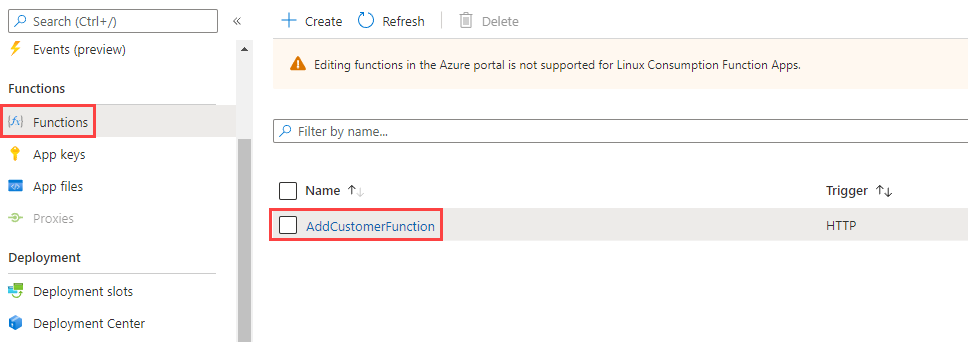 Search (Ctrl+/)
«
Events (preview)
Functions
{fx} Functions
App keys
App files
Proxies
Deployment
Deployment slots
Deployment Center
+ Create Refresh Delete
Editing functions in the Azure portal is not supported for Linux Consumption Function Apps.
Filter by name...
Name ↑↓ Trigger ↑↓
AddCustomerFunction HTTP